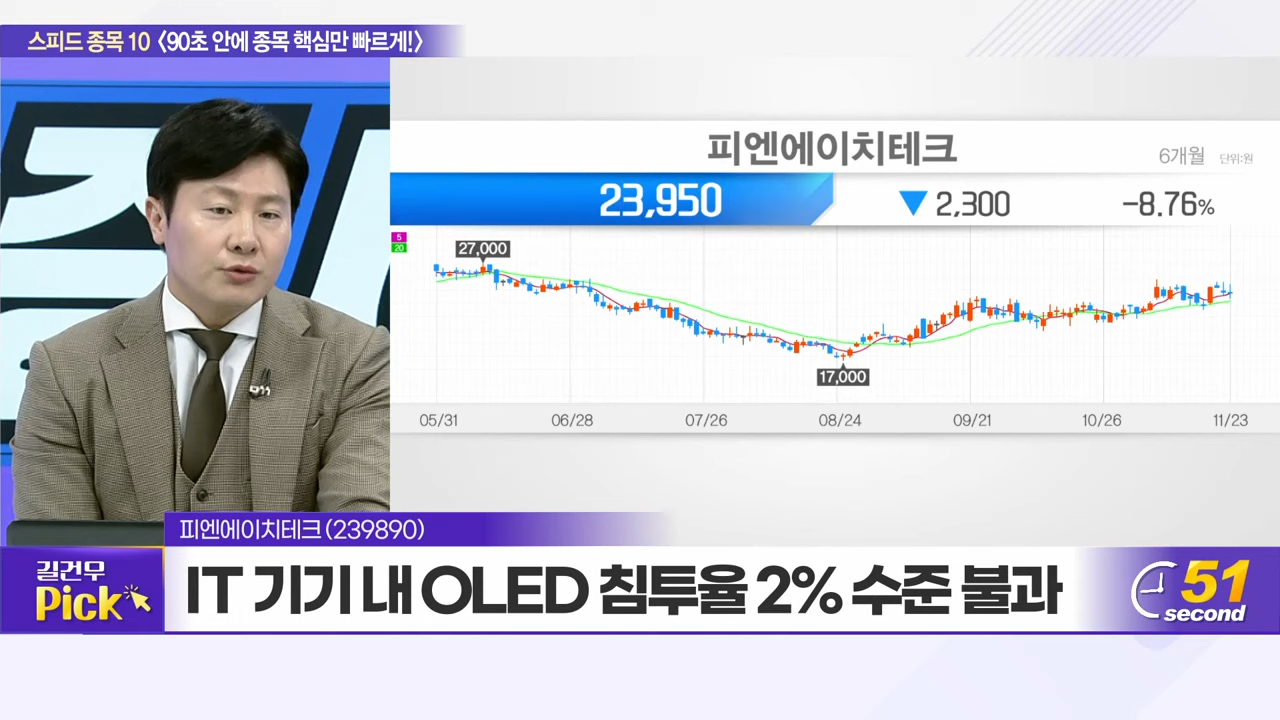 스피드 종목 10 〈90초 안에 종목 핵심만 빠르게!〉
피엔에이치테크
6개월 단위:원
23,950 ▼ 2,300 -8.76%
5
20
27,000
17,000
05/31 06/28 07/26 08/24 09/21 10/26 11/23
피엔에이치테크 (239890)
길건무
Pick
IT 기기 내 OLED 침투율 2% 수준 불과
51
second